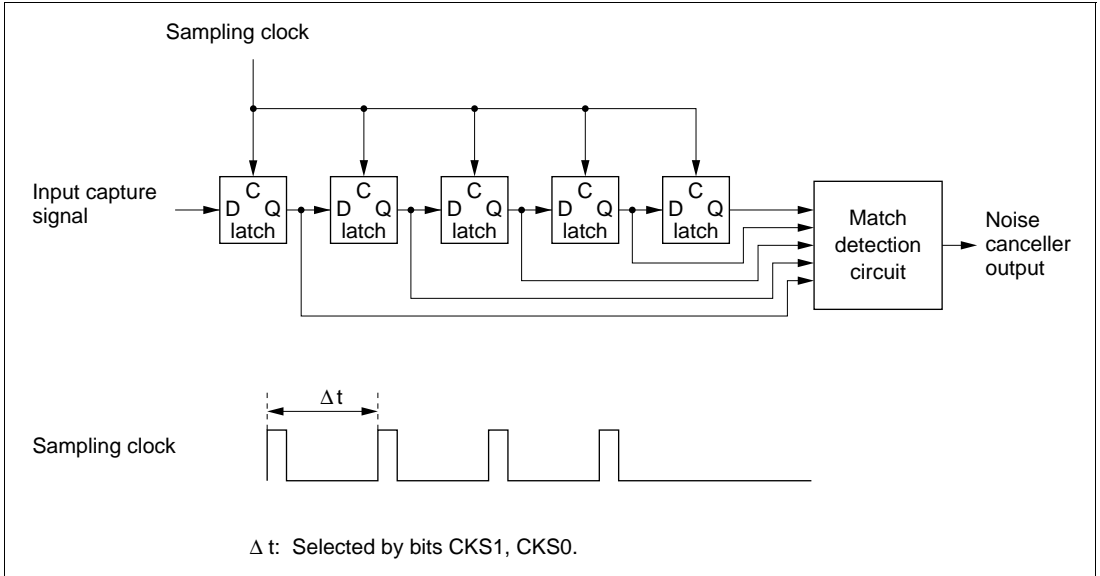 Sampling clock
Input capture
signal
C
D Q
latch
C
D Q
latch
C
D Q
latch
C
D Q
latch
C
D Q
latch
Match
detection
circuit
Noise
canceller
output
Δ t
Sampling clock
Δ t: Selected by bits CKS1, CKS0.